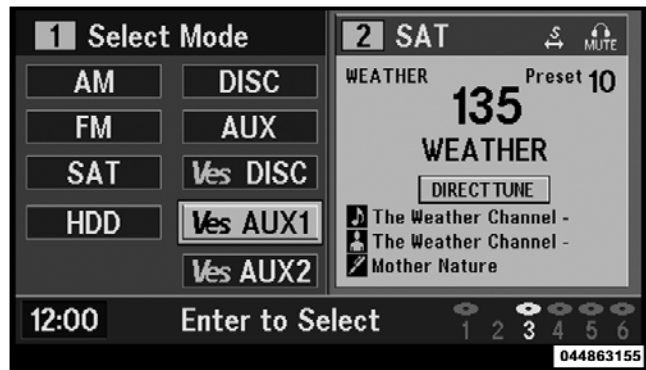 1 Select Mode
AM DISC
FM AUX
SAT Ves DISC
HDD Ves AUX1
Ves AUX2
2 SAT S MUTE
WEATHER Preset 10
135
WEATHER
DIRECT TUNE
The Weather Channel -
The Weather Channel -
Mother Nature
12:00 Enter to Select 1 2 3 4 5 6
044863155